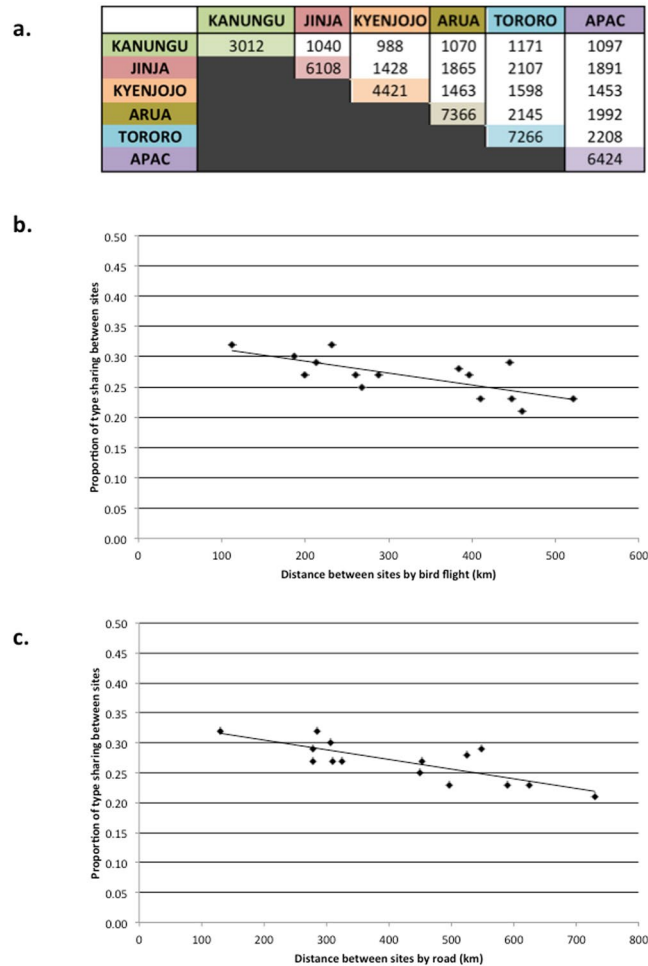 a.
KANUNGU JINJA KYENJOJO ARUA TORORO APAC
KANUNGU 3012 1040 988 1070 1171 1097
JINJA 6108 1428 1865 2107 1891
KYENJOJO 4421 1463 1598 1453
ARUA 7366 2145 1992
TORORO 7266 2208
APAC 6424
b.
Proportion of type sharing between sites
0.50
0.45
0.40
0.35
0.30
0.25
0.20
0.15
0.10
0.05
0.00
0 100 200 300 400 500 600
Distance between sites by bird flight (km)
c.
Proportion of type sharing between sites
0.50
0.45
0.40
0.35
0.30
0.25
0.20
0.15
0.10
0.05
0.00
0 100 200 300 400 500 600 700 800
Distance between sites by road (km)